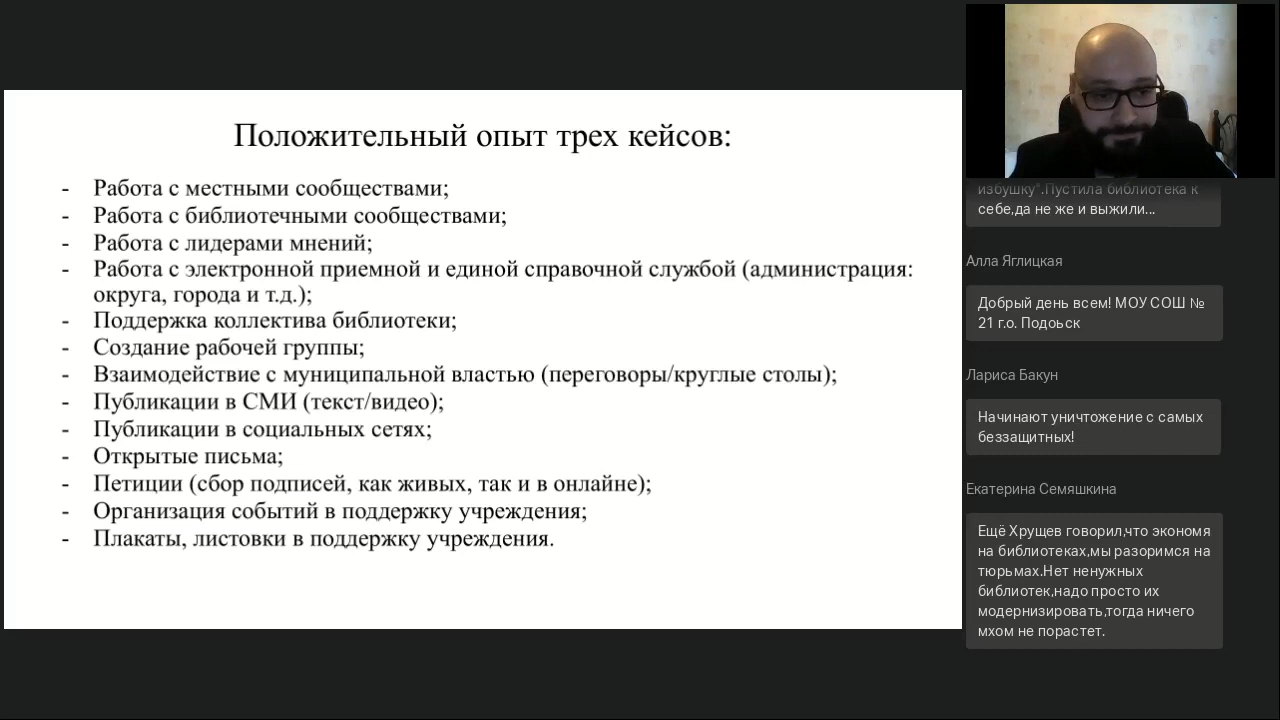 Положительный опыт трех кейсов:
- Работа с местными сообществами;
- Работа с библиотечными сообществами;
- Работа с лидерами мнений;
- Работа с электронной приемной и единой справочной службой (администрация:
округа, города и т.д.);
- Поддержка коллектива библиотеки;
- Создание рабочей группы;
- Взаимодействие с муниципальной властью (переговоры/круглые столы);
- Публикации в СМИ (текст/видео);
- Публикации в социальных сетях;
- Открытые письма;
- Петиции (сбор подписей, как живых, так и в онлайне);
- Организация событий в поддержку учреждения;
- Плакаты, листовки в поддержку учреждения.
избушку".Пустила библиотека к
себе,да не же и выжили...
Алла Яглицкая
Добрый день всем! МОУ СОШ №
21 г.о. Подоьск
Лариса Бакун
Начинают уничтожение с самых
беззащитных!
Екатерина Семяшкина
Ещё Хрущев говорил,что экономя
на библиотеках,мы разоримся на
тюрьмах.Нет ненужных
библиотек,надо просто их
модернизировать,тогда ничего
мхом не порастет.